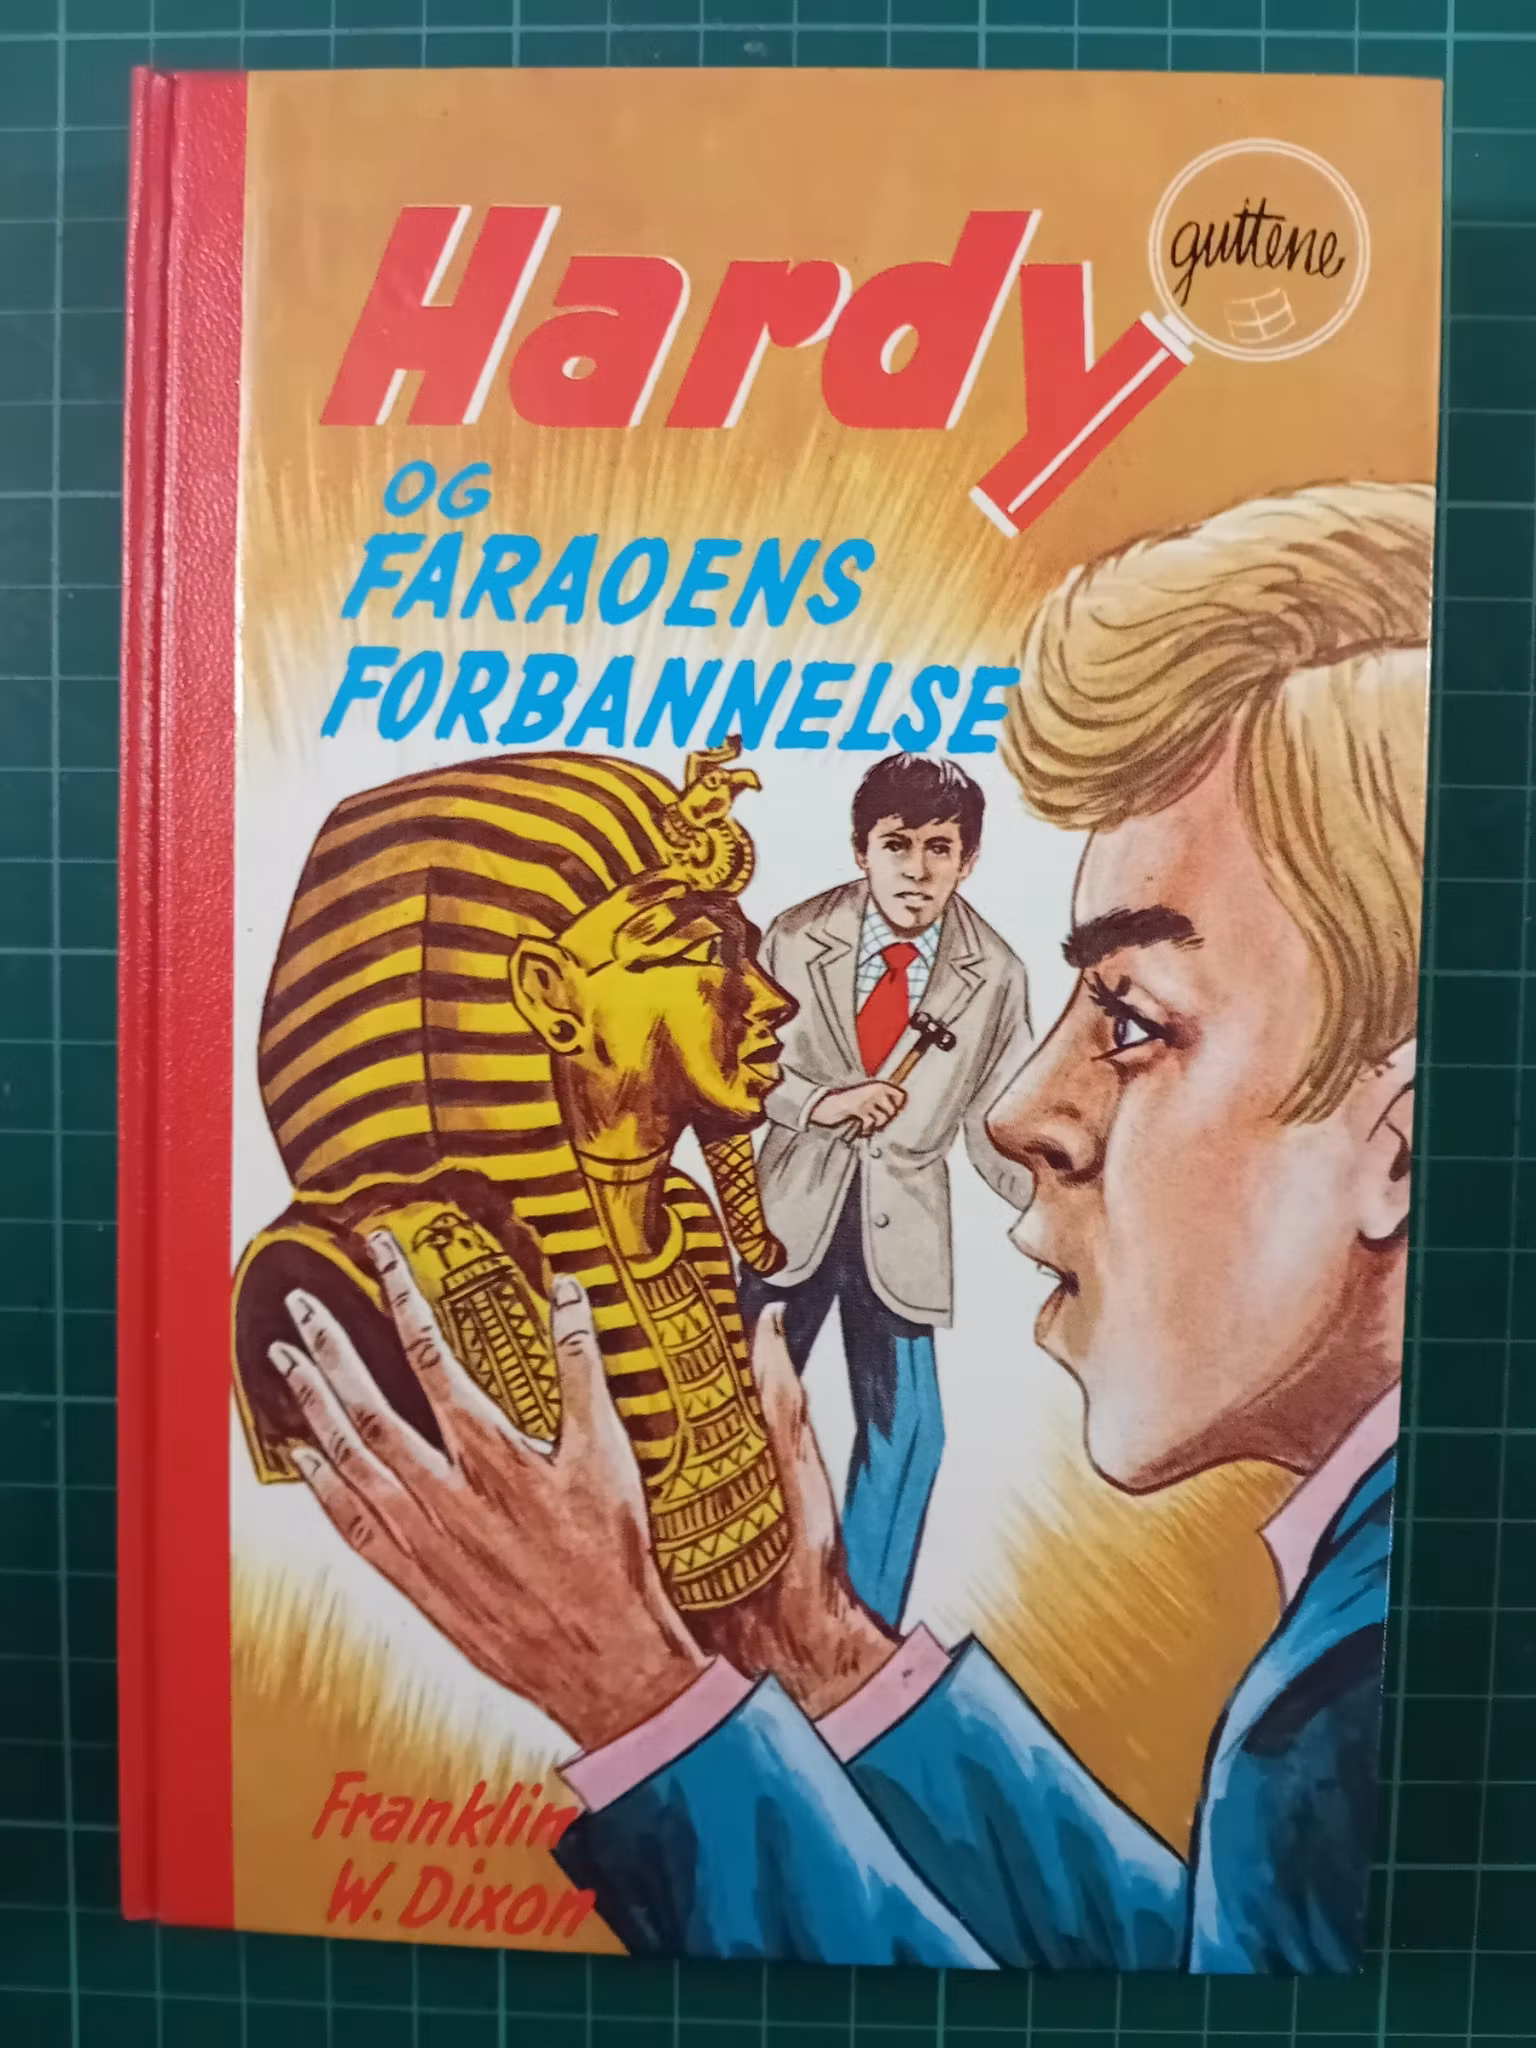 Hardy
guttene
OG
FARAOENS
FORBANNELSE
Franklin
W. Dixon